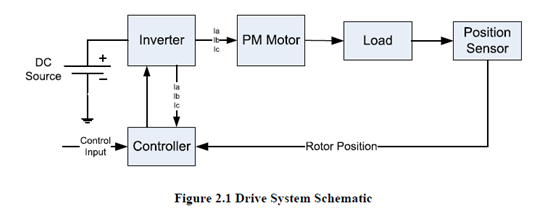 DC
Source
+
−
Inverter
Ia
Ib
Ic
PM Motor
Load
Position
Sensor
Ia
Ib
Ic
Control
Input
Controller
Rotor Position
Figure 2.1 Drive System Schematic